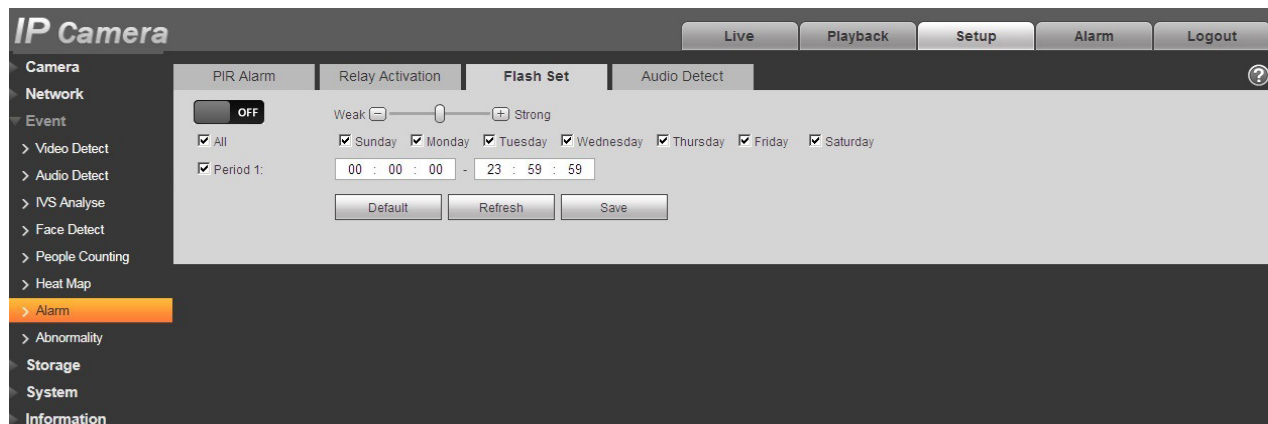 IP Camera
Live Playback Setup Alarm Logout
Camera
Network
Event
> Video Detect
> Audio Detect
> IVS Analyse
> Face Detect
> People Counting
> Heat Map
> Alarm
> Abnormality
Storage
System
Information
PIR Alarm Relay Activation Flash Set Audio Detect
?
OFF Weak - + Strong
All Sunday Monday Tuesday Wednesday Thursday Friday Saturday
Period 1: 00 : 00 : 00 - 23 : 59 : 59
Default Refresh Save